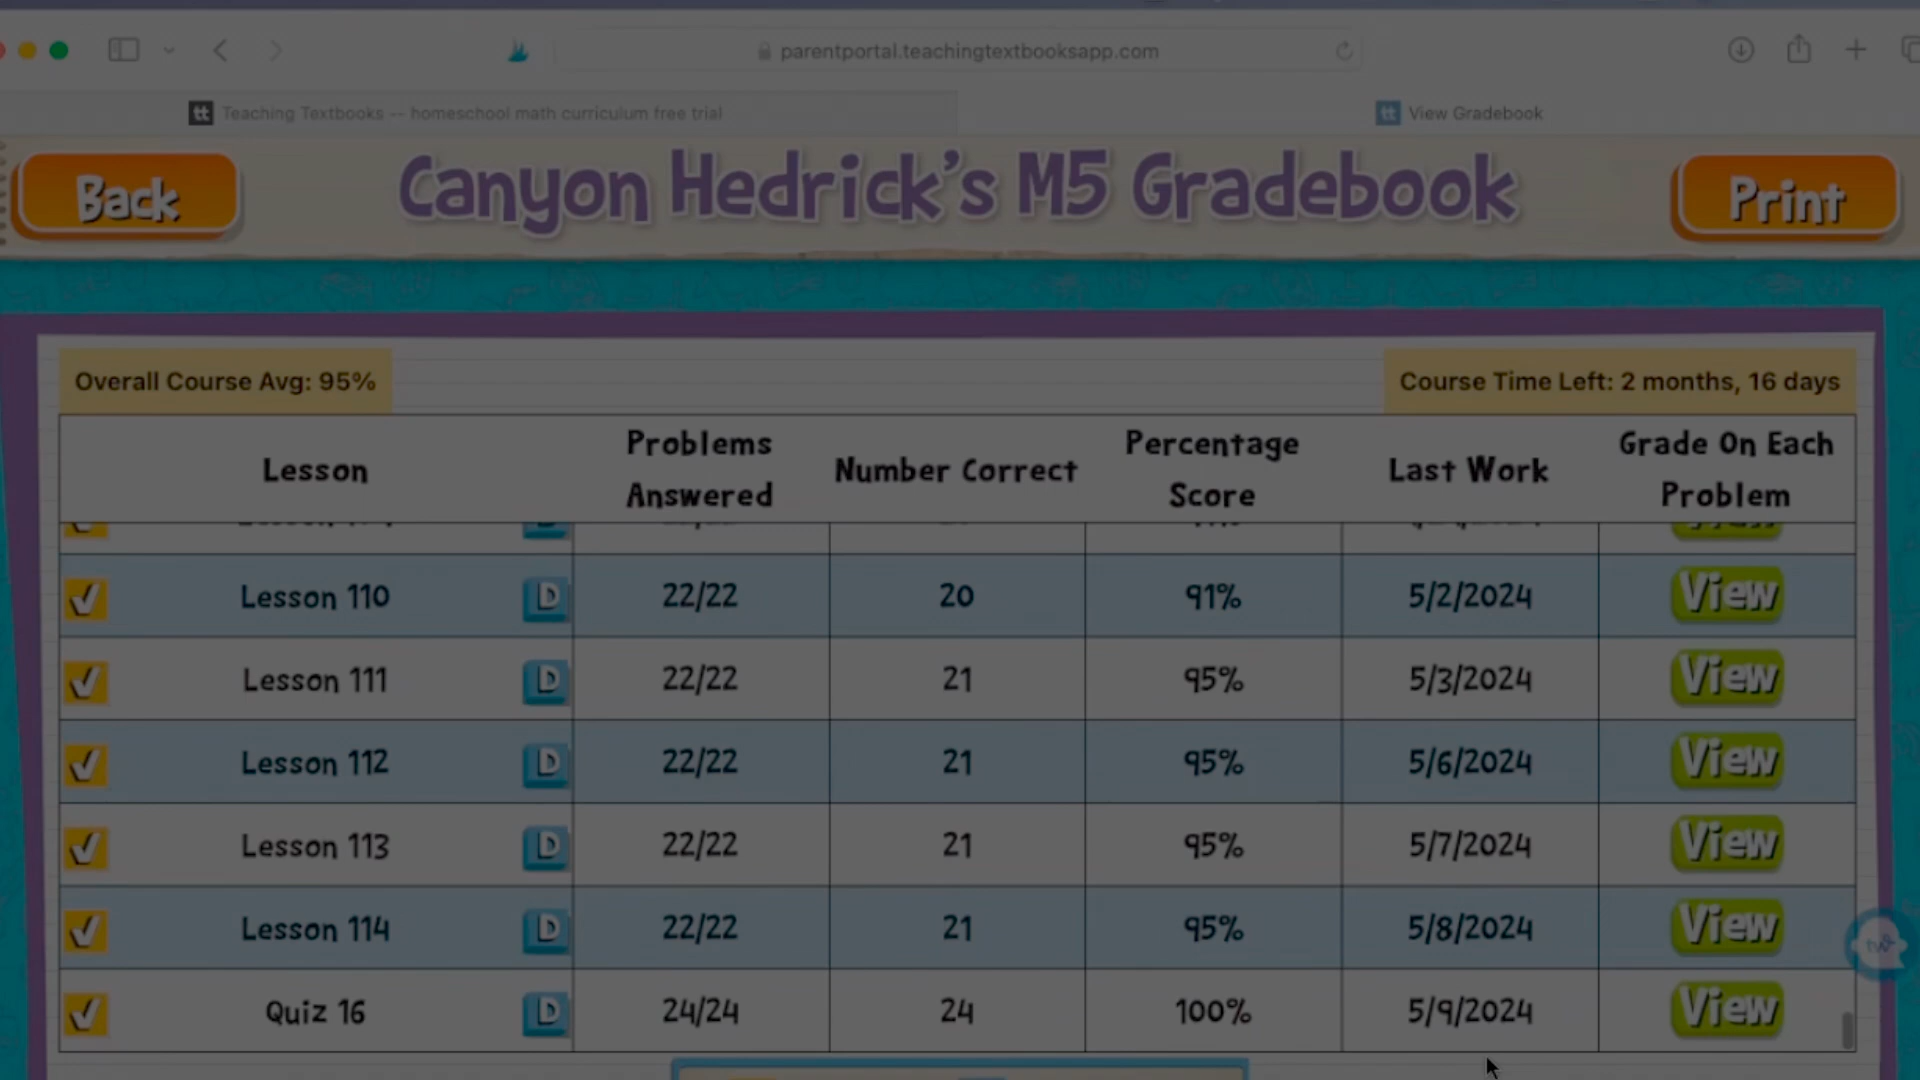 parentportal.teachingtextbooksapp.com
tt Teaching Textbooks -- homeschool math curriculum free trial
tt View Gradebook
Back
Canyon Hedrick's M5 Gradebook
Print
Overall Course Avg: 95%
Course Time Left: 2 months, 16 days
Lesson Problems Answered Number Correct Percentage Score Last Work Grade On Each Problem
Lesson 110 D 22/22 20 91% 5/2/2024 View
Lesson 111 D 22/22 21 95% 5/3/2024 View
Lesson 112 D 22/22 21 95% 5/6/2024 View
Lesson 113 D 22/22 21 95% 5/7/2024 View
Lesson 114 D 22/22 21 95% 5/8/2024 View
Quiz 16 D 24/24 24 100% 5/9/2024 View